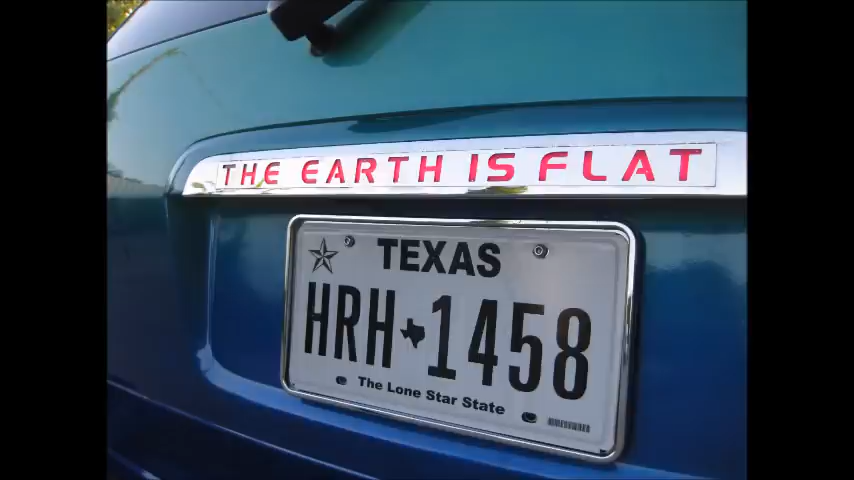 THE EARTH IS FLAT
TEXAS
HRH 1458
The Lone Star State